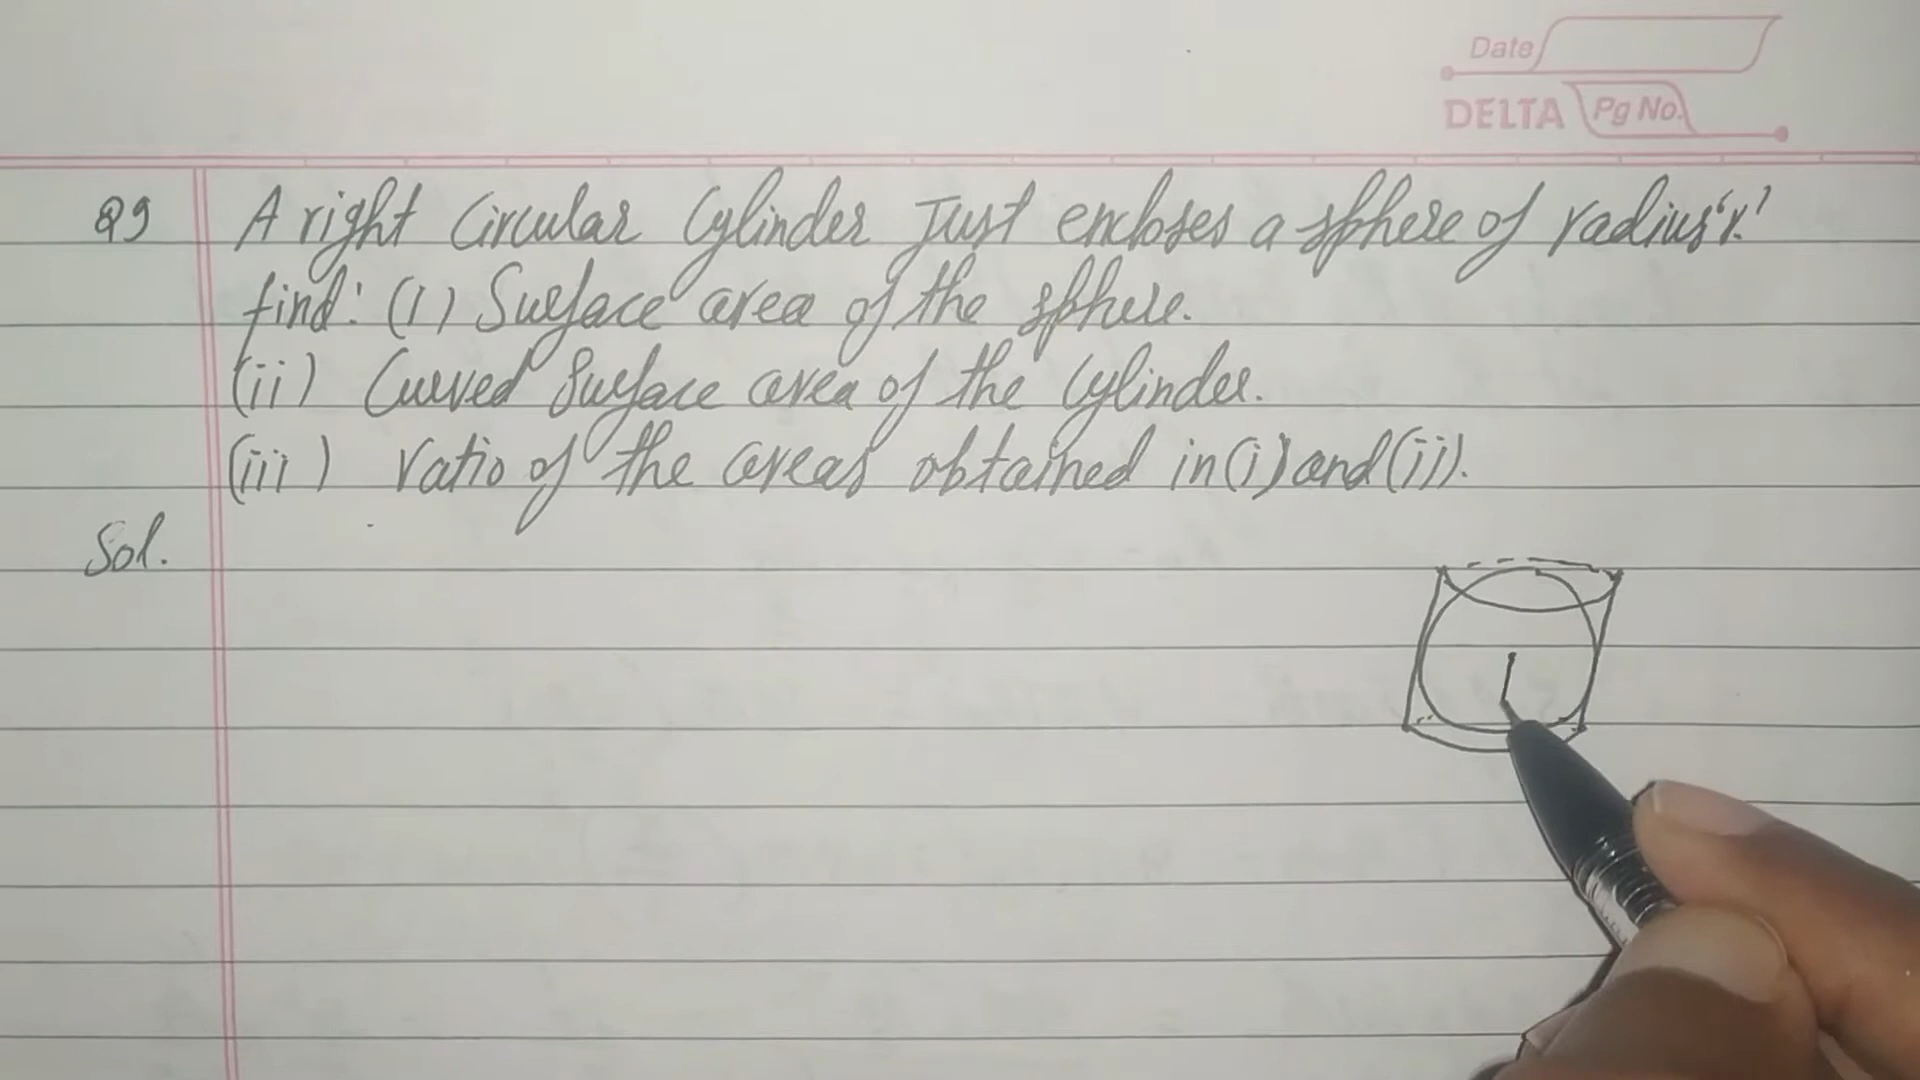 Date
DELTA Pg No.
Q9 A right Circular Cylinder Just encloses a sphere of radius 'r'
find: (i) Surface area of the sphere.
(ii) Curved Surface area of the Cylinder.
(iii) ratio of the areas obtained in (i) and (ii).
Sol.